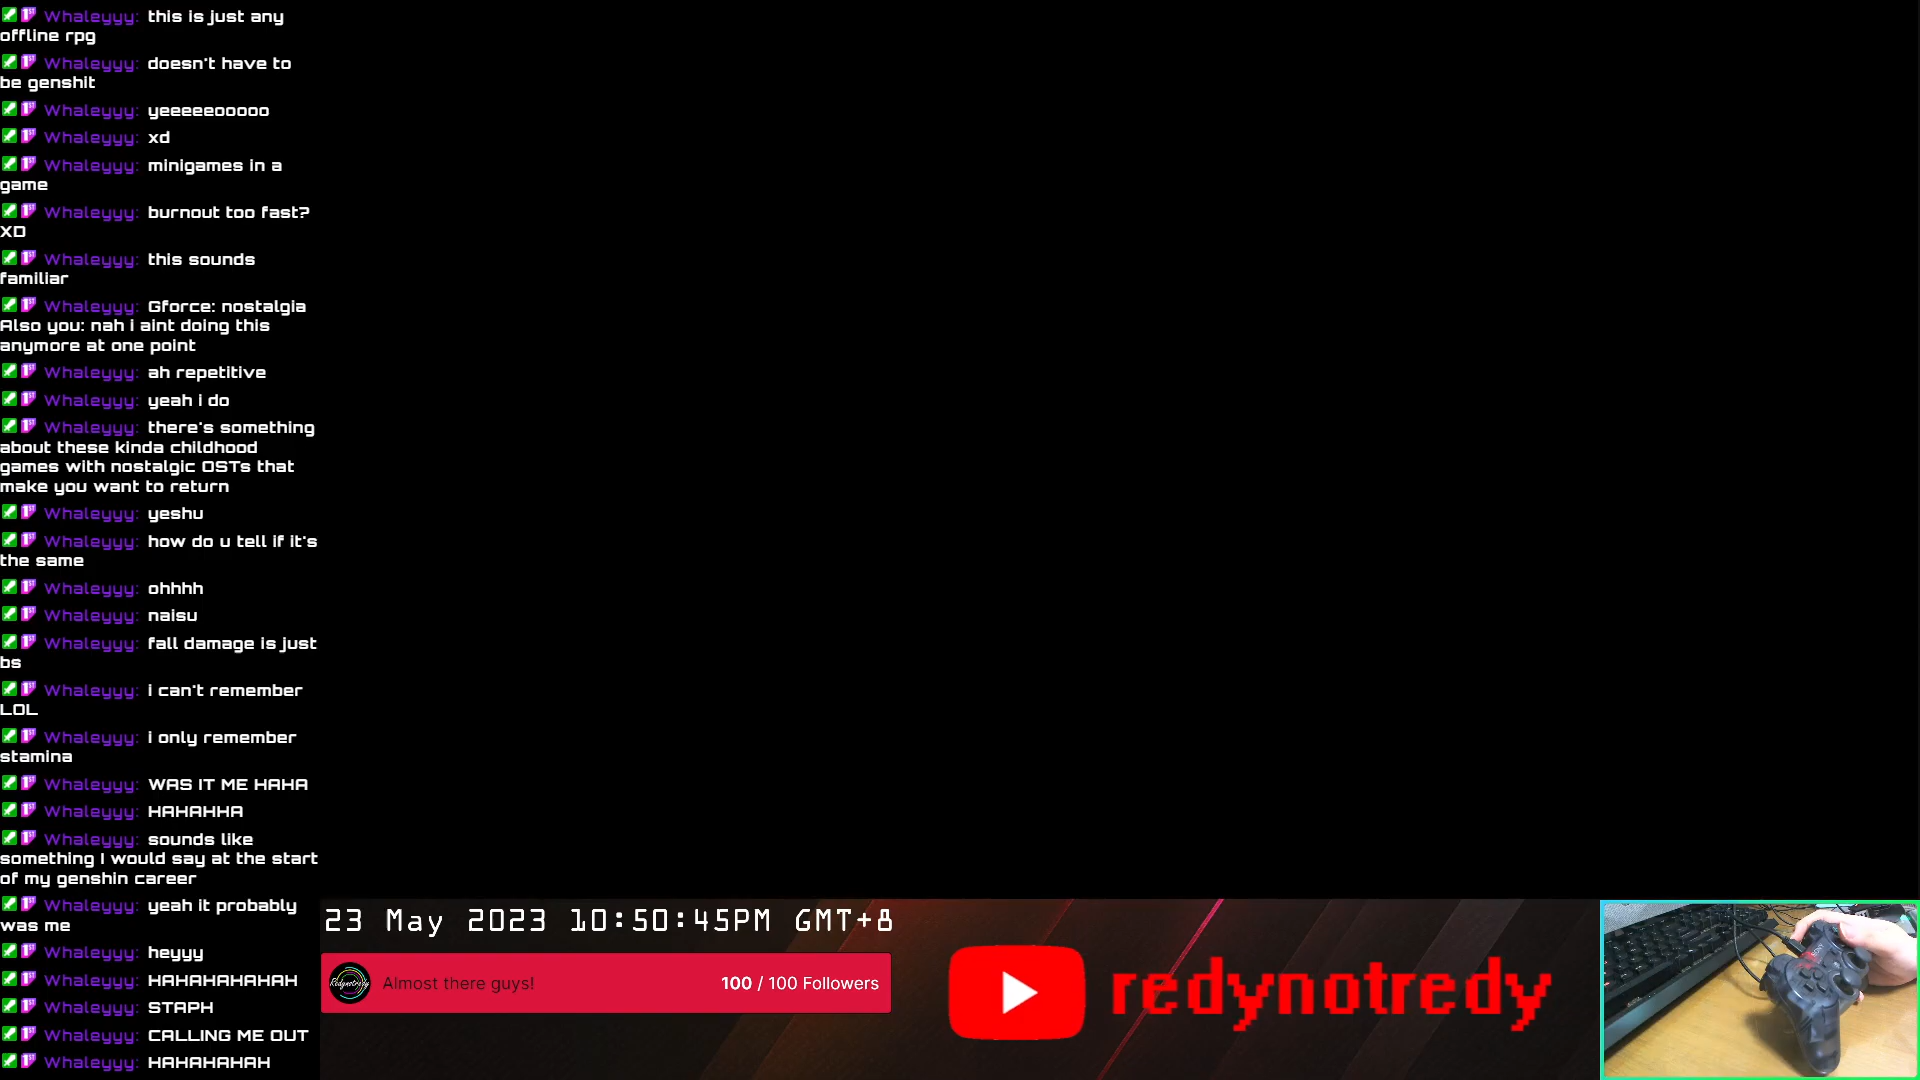 Whaleyyy: this is just any
offline rpg
Whaleyyy: doesn't have to
be genshit
Whaleyyy: yeeeeeooooo
Whaleyyy: xd
Whaleyyy: minigames in a
game
Whaleyyy: burnout too fast?
XD
Whaleyyy: this sounds
familiar
Whaleyyy: Gforce: nostalgia
Also you: nah i aint doing this
anymore at one point
Whaleyyy: ah repetitive
Whaleyyy: yeah i do
Whaleyyy: there's something
about these kinda childhood
games with nostalgic OSTs that
make you want to return
Whaleyyy: yeshu
Whaleyyy: how do u tell if it's
the same
Whaleyyy: ohhhh
Whaleyyy: naisu
Whaleyyy: fall damage is just
bs
Whaleyyy: i can't remember
LOL
Whaleyyy: i only remember
stamina
Whaleyyy: WAS IT ME HAHA
Whaleyyy: HAHAHHA
Whaleyyy: sounds like
something I would say at the start
of my genshin career
Whaleyyy: yeah it probably
was me
Whaleyyy: heyyy
Whaleyyy: HAHAHAHAHAH
Whaleyyy: STAPH
Whaleyyy: CALLING ME OUT
Whaleyyy: HAHAHAHAH
23 May 2023 10:50:45PM GMT+8
Redynotredy
Almost there guys!
100 / 100 Followers
redynotredy